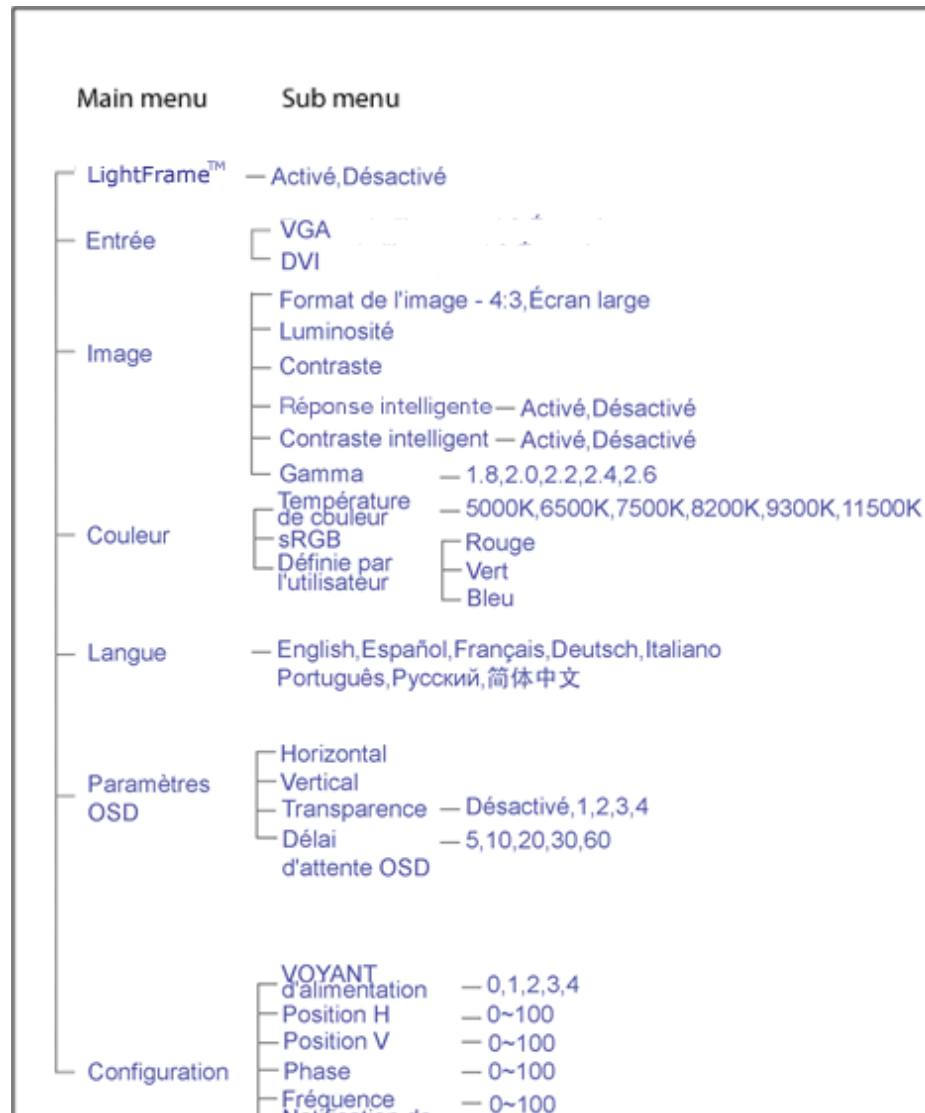 Main menu Sub menu
LightFrame™ Activé,Désactivé
Entrée
VGA
DVI
Image
Format de l'image - 4:3,Écran large
Luminosité
Contraste
Réponse intelligente Activé,Désactivé
Contraste intelligent Activé,Désactivé
Gamma 1.8,2.0,2.2,2.4,2.6
Couleur
Température
de couleur 5000K,6500K,7500K,8200K,9300K,11500K
sRGB
Définie par
l'utilisateur
Rouge
Vert
Bleu
Langue
English,Español,Français,Deutsch,Italiano
Português,Русский,简体中文
Paramètres
OSD
Horizontal
Vertical
Transparence Désactivé,1,2,3,4
Délai
d'attente OSD 5,10,20,30,60
Configuration
VOYANT
d'alimentation 0,1,2,3,4
Position H 0~100
Position V 0~100
Phase 0~100
Fréquence 0~100
Notification de